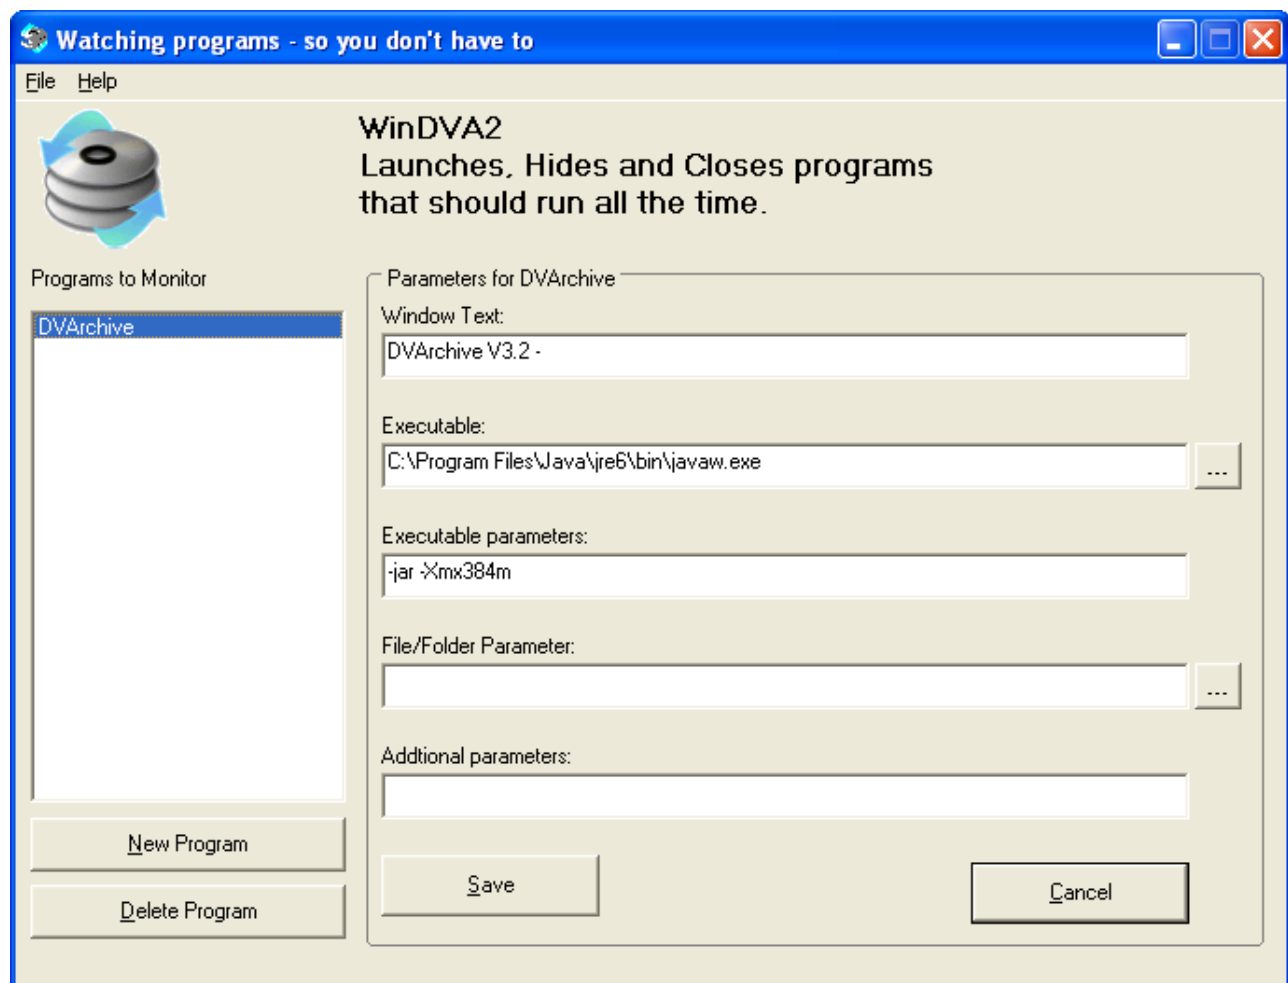 Watching programs - so you don't have to
File Help
WinDVA2
Launches, Hides and Closes programs
that should run all the time.
Programs to Monitor
DVArchive
New Program
Delete Program
Parameters for DVArchive
Window Text:
DVArchive V3.2 -
Executable:
C:\Program Files\Java\jre6\bin\javaw.exe
...
Executable parameters:
-jar -Xmx384m
File/Folder Parameter:
...
Addtional parameters:
Save
Cancel